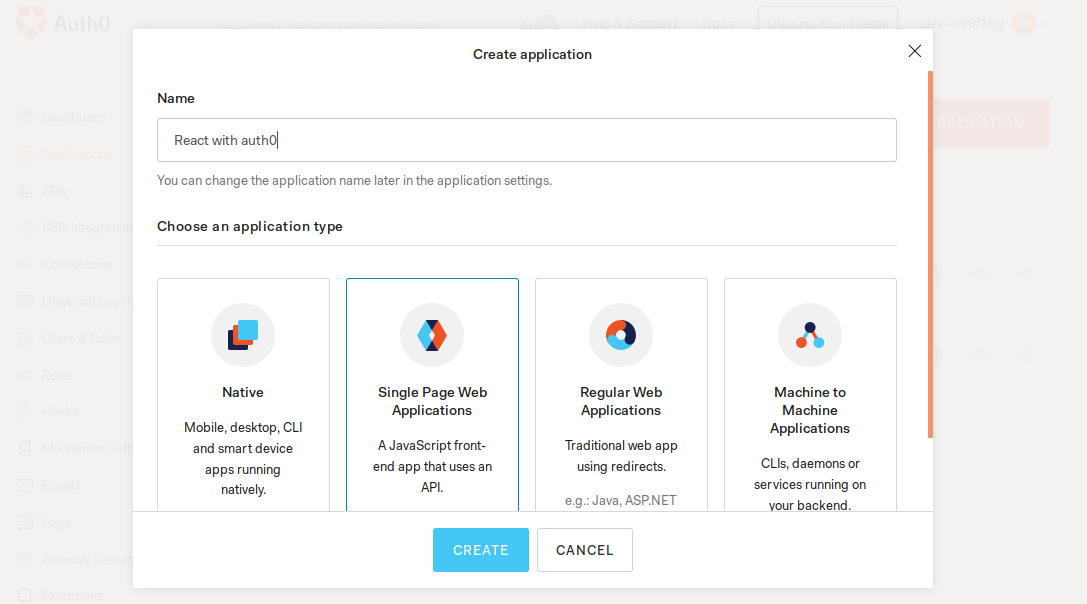 Auth0
Help & Support
Docs
Discuss Your Needs
dev-rr96f1hg
Create application
Dashboard
Applications
APIs
SSO Integration
Connections
Universal Login
Users & Roles
Rules
Hooks
Multifactor Auth
Emails
Logs
Anomaly Detect
Extensions
PPLICATION
Name
React with auth0
You can change the application name later in the application settings.
Choose an application type
Native
Mobile, desktop, CLI
and smart device
apps running
natively.
Single Page Web
Applications
A JavaScript front-
end app that uses an
API.
Regular Web
Applications
Traditional web app
using redirects.
e.g.: Java, ASP.NET
Machine to
Machine
Applications
CLIs, daemons or
services running on
your backend.
CREATE
CANCEL